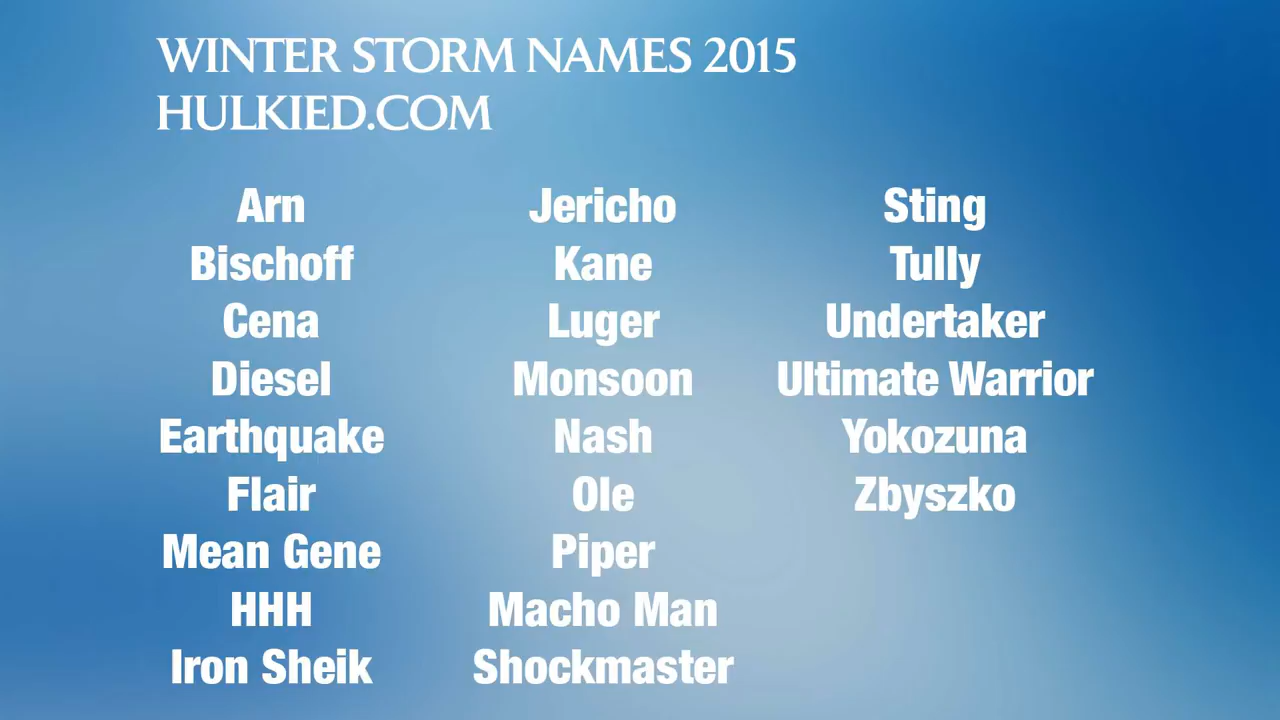 WINTER STORM NAMES 2015
HULKIED.COM
Arn
Bischoff
Cena
Diesel
Earthquake
Flair
Mean Gene
HHH
Iron Sheik
Jericho
Kane
Luger
Monsoon
Nash
Ole
Piper
Macho Man
Shockmaster
Sting
Tully
Undertaker
Ultimate Warrior
Yokozuna
Zbyszko